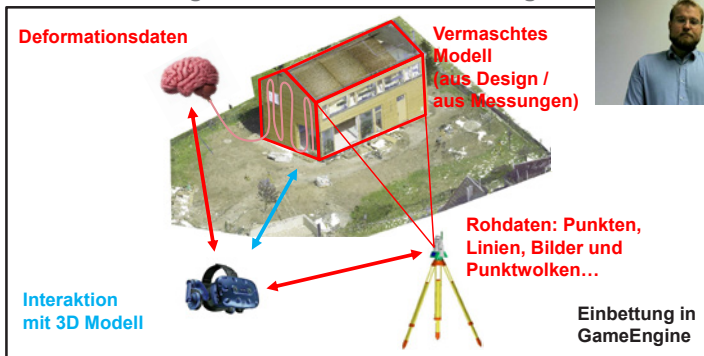 Deformationsdaten
Vermaschtes
Modell
(aus Design /
aus Messungen)
Rohdaten: Punkten,
Linien, Bilder und
Punktwolken…
Interaktion
mit 3D Modell
Einbettung in
GameEngine